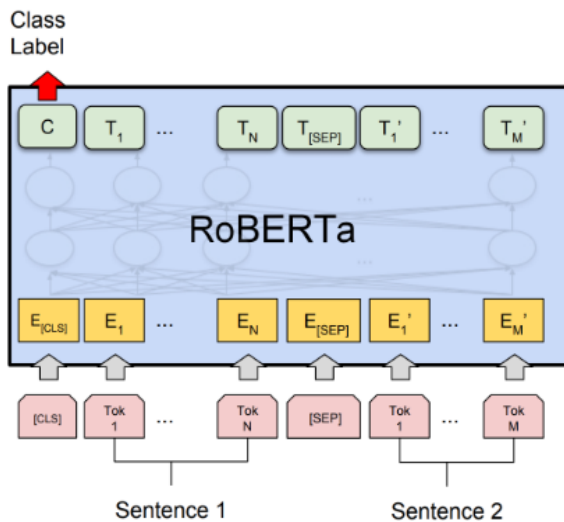 Class
Label
C T1 ... TN T[SEP] T1' ... TM'
...
RoBERTa
...
E[CLS] E1 ... EN E[SEP] E1' ... EM'
[CLS] Tok 1 ... Tok N [SEP] Tok 1 ... Tok M
Sentence 1 Sentence 2